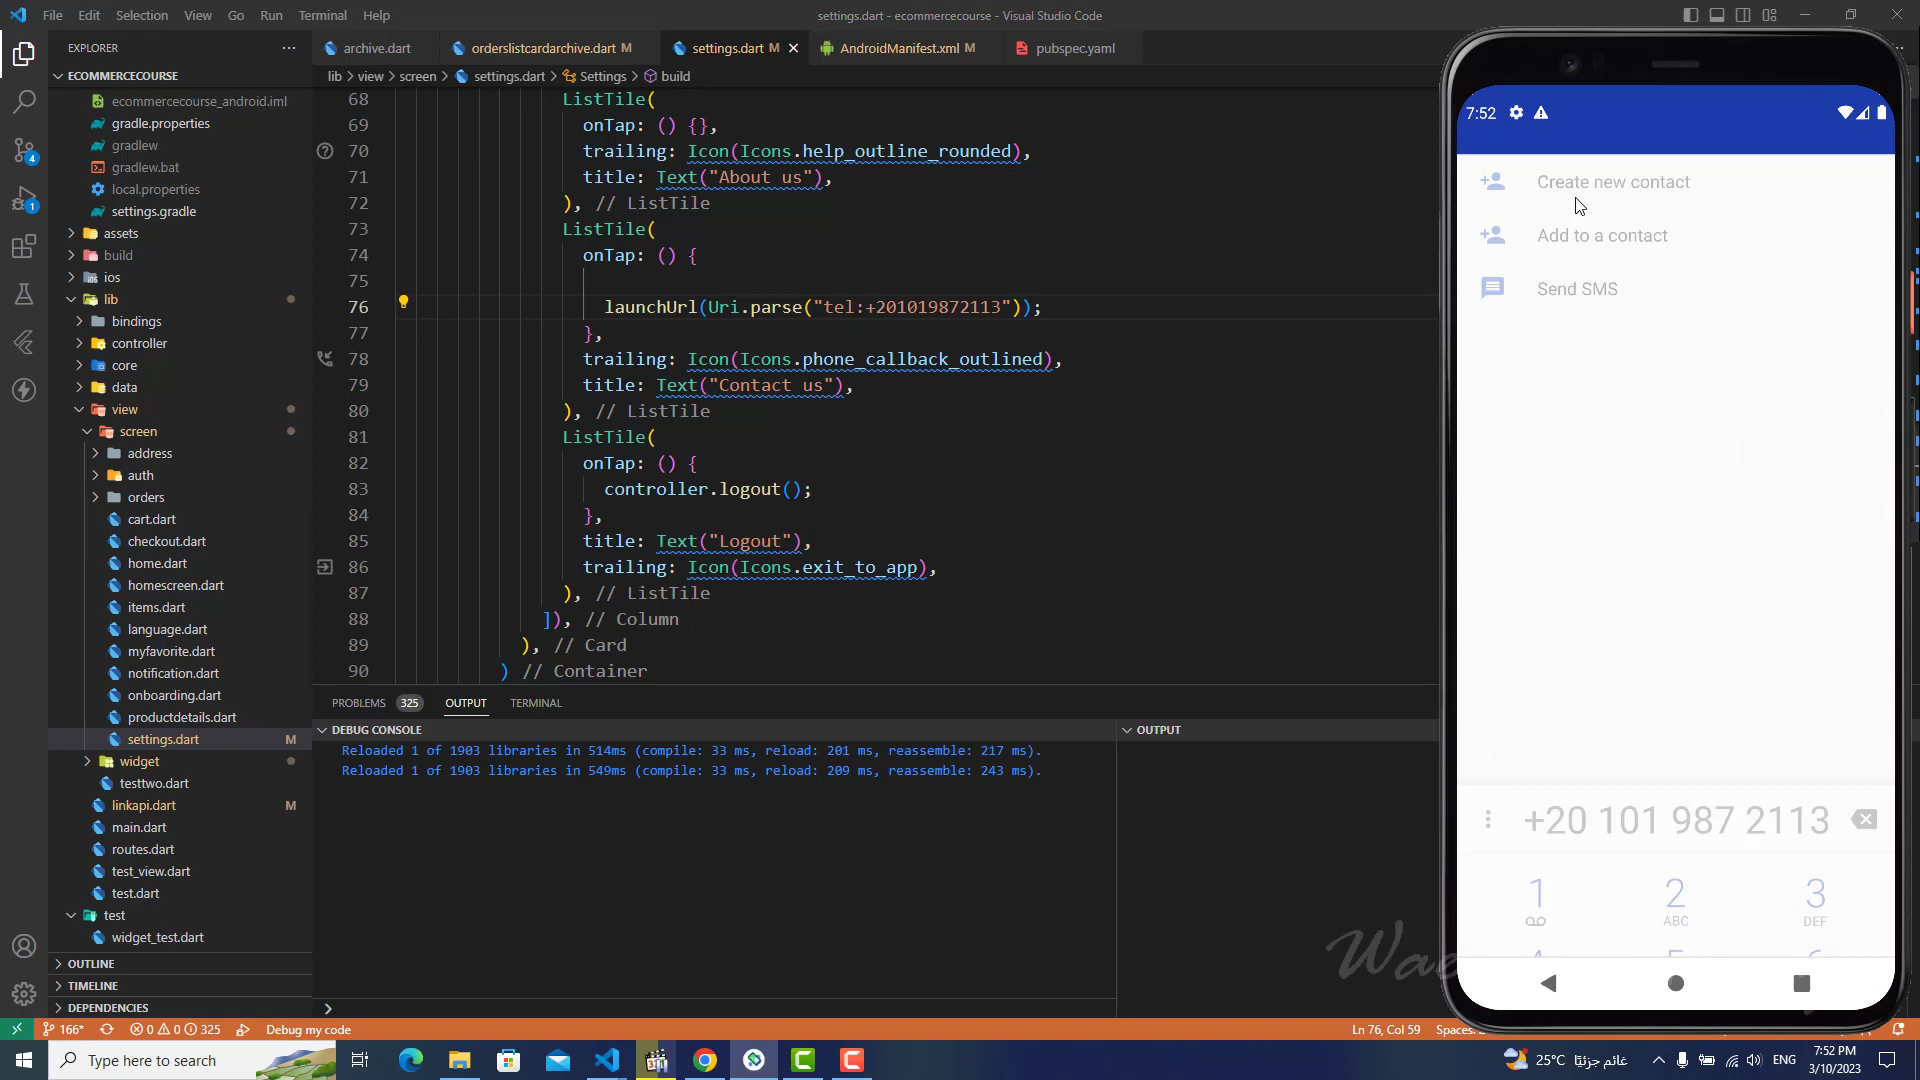 File Edit Selection View Go Run Terminal Help
settings.dart - ecommercecourse - Visual Studio Code
EXPLORER
archive.dart
orderslistcardarchive.dart M
settings.dart M
AndroidManifest.xml M
pubspec.yaml
lib > view > screen > settings.dart > Settings > build
ECOMMERCECOURSE
ecommercecourse_android.iml
gradle.properties
gradlew
gradlew.bat
local.properties
settings.gradle
assets
build
ios
lib
bindings
controller
core
data
view
screen
address
auth
orders
cart.dart
checkout.dart
home.dart
homescreen.dart
items.dart
language.dart
myfavorite.dart
notification.dart
onboarding.dart
productdetails.dart
settings.dart M
widget
testtwo.dart
linkapi.dart M
main.dart
routes.dart
test_view.dart
test.dart
test
widget_test.dart
OUTLINE
TIMELINE
DEPENDENCIES
4
1
68 ListTile(
69 onTap: () {},
70 trailing: Icon(Icons.help_outline_rounded),
71 title: Text("About us"),
72 ), // ListTile
73 ListTile(
74 onTap: () {
75
76 launchUrl(Uri.parse("tel:+201019872113"));
77 },
78 trailing: Icon(Icons.phone_callback_outlined),
79 title: Text("Contact us"),
80 ), // ListTile
81 ListTile(
82 onTap: () {
83 controller.logout();
84 },
85 title: Text("Logout"),
86 trailing: Icon(Icons.exit_to_app),
87 ), // ListTile
88 ]), // Column
89 ), // Card
90 ) // Container
PROBLEMS 325 OUTPUT TERMINAL
DEBUG CONSOLE
Reloaded 1 of 1903 libraries in 514ms (compile: 33 ms, reload: 201 ms, reassemble: 217 ms).
Reloaded 1 of 1903 libraries in 549ms (compile: 33 ms, reload: 209 ms, reassemble: 243 ms).
OUTPUT
7:52
Create new contact
Add to a contact
Send SMS
+20 101 987 2113
1
2 ABC
3 DEF
166* 0 0 325 Debug my code
Ln 76, Col 59
Type here to search
25°C غائم جزئيًا
ENG
7:52 PM
3/10/2023